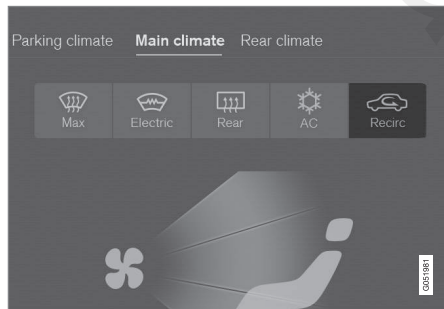 Parking climate Main climate Rear climate
Max Electric Rear AC Recirc
G051981